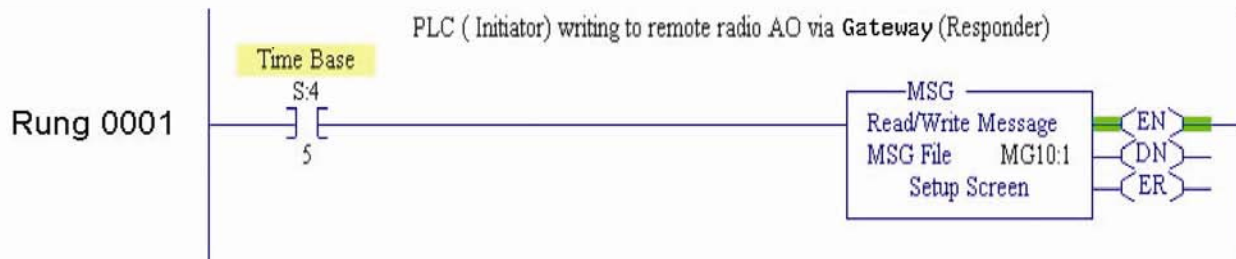 PLC ( Initiator) writing to remote radio AO via Gateway (Responder)
Time Base
S:4
5
Rung 0001
MSG
Read/Write Message
MSG File MG10:1
Setup Screen
EN
DN
ER